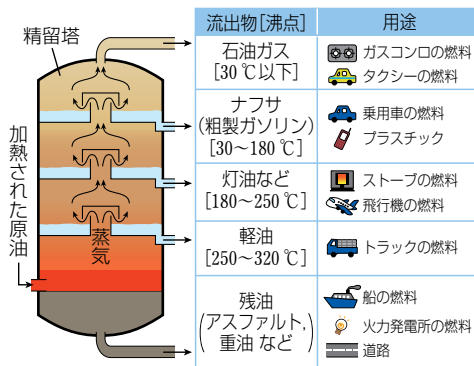 精留塔
加熱された原油
蒸気
流出物[沸点]
用途
石油ガス
[30℃以下]
ガスコンロの燃料
タクシーの燃料
ナフサ
(粗製ガソリン)
[30～180℃]
乗用車の燃料
プラスチック
灯油など
[180～250℃]
ストーブの燃料
飛行機の燃料
軽油
[250～320℃]
トラックの燃料
残油
(アスファルト,
重油 など)
船の燃料
火力発電所の燃料
道路